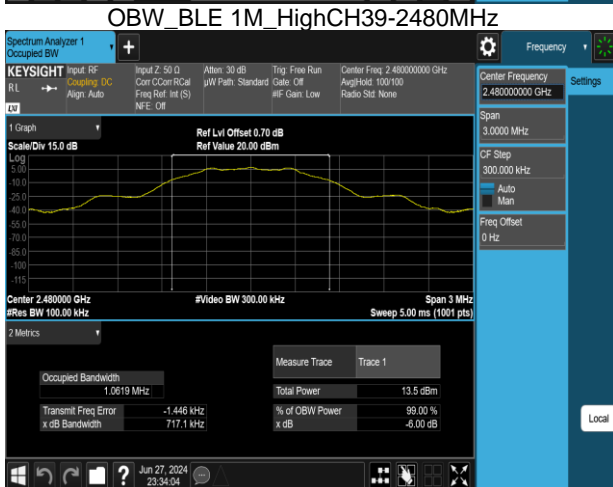 OBW_BLE 1M_HighCH39-2480MHz
Spectrum Analyzer 1
Occupied BW
+
Frequency
KEYSIGHT
RL
LXI
Input: RF
Coupling: DC
Align: Auto
Input Z: 50 Ω
Corr CCorr RCal
Freq Ref: Int (S)
NFE: Off
Atten: 30 dB
µW Path: Standard
Trig: Free Run
Gate: Off
#IF Gain: Low
Center Freq: 2.480000000 GHz
Avg|Hold: 100/100
Radio Std: None
Center Frequency
2.480000000 GHz
Settings
Span
3.0000 MHz
CF Step
300.000 kHz
Auto
Man
Freq Offset
0 Hz
Local
1 Graph
Scale/Div 15.0 dB
Ref Lvl Offset 0.70 dB
Ref Value 20.00 dBm
Log
5.00
-10.0
-25.0
-40.0
-55.0
-70.0
-85.0
-100
-115
Center 2.480000 GHz
#Res BW 100.00 kHz
#Video BW 300.00 kHz
Span 3 MHz
Sweep 5.00 ms (1001 pts)
2 Metrics
Measure Trace Trace 1
Occupied Bandwidth
1.0619 MHz
Total Power 13.5 dBm
Transmit Freq Error -1.446 kHz
% of OBW Power 99.00 %
x dB Bandwidth 717.1 kHz
x dB -6.00 dB
?
Jun 27, 2024
23:34:04